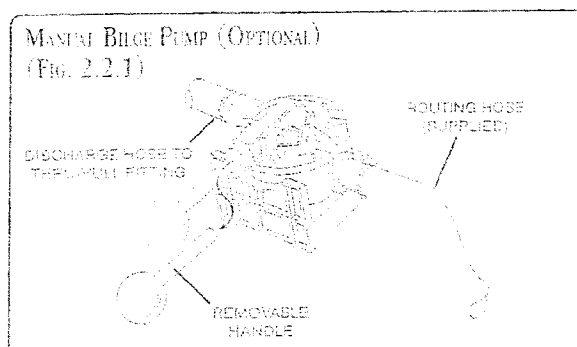 MANUAL BILGE PUMP (OPTIONAL)
(FIG. 2.2.1)
ROUTING HOSE
(SUPPLIED)
DISCHARGE HOSE TO
THRU-HULL FITTING
REMOVABLE
HANDLE